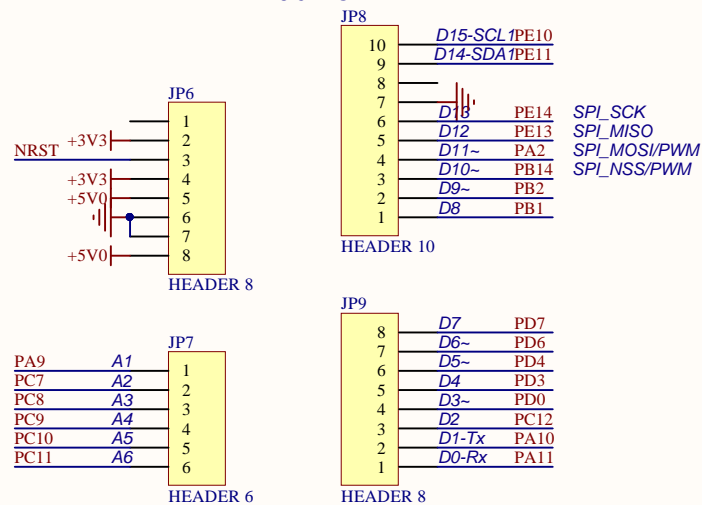 JP8
10 D15-SCL1 PE10
9 D14-SDA1 PE11
8
7
6 D13 PE14 SPI_SCK
5 D12 PE13 SPI_MISO
4 D11~ PA2 SPI_MOSI/PWM
3 D10~ PB14 SPI_NSS/PWM
2 D9~ PB2
1 D8 PB1
HEADER 10
JP6
1
+3V3 2
NRST 3
+3V3 4
+5V0 5
6
7
+5V0 8
HEADER 8
JP7
PA9 A1 1
PC7 A2 2
PC8 A3 3
PC9 A4 4
PC10 A5 5
PC11 A6 6
HEADER 6
JP9
8 D7 PD7
7 D6~ PD6
6 D5~ PD4
5 D4 PD3
4 D3~ PD0
3 D2 PC12
2 D1-Tx PA10
1 D0-Rx PA11
HEADER 8